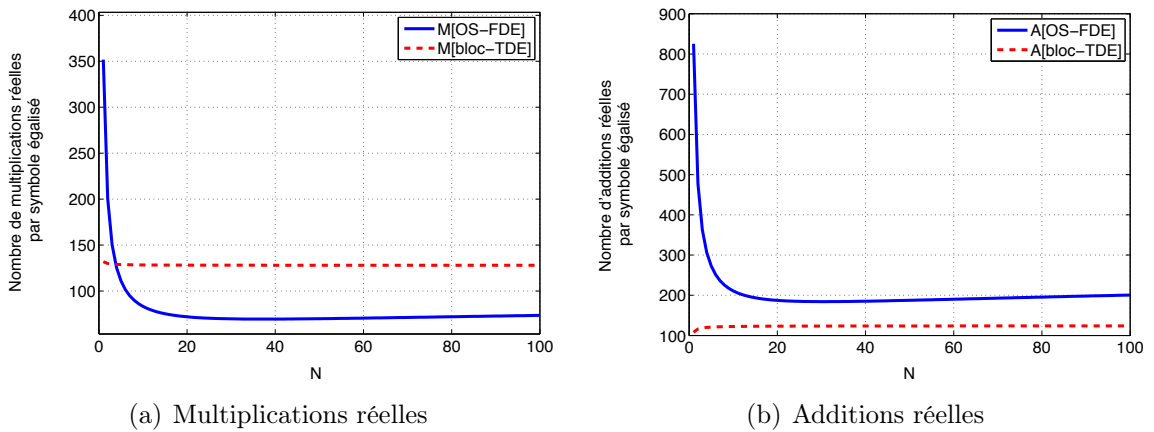 400
350
300
250
200
150
100
0
20
40
60
80
100
N
Nombre de multiplications réelles
par symbole égalisé
M[OS−FDE]
M[bloc−TDE]
(a) Multiplications réelles
900
800
700
600
500
400
300
200
100
0
20
40
60
80
100
N
Nombre d'additions réelles
par symbole égalisé
A[OS−FDE]
A[bloc−TDE]
(b) Additions réelles